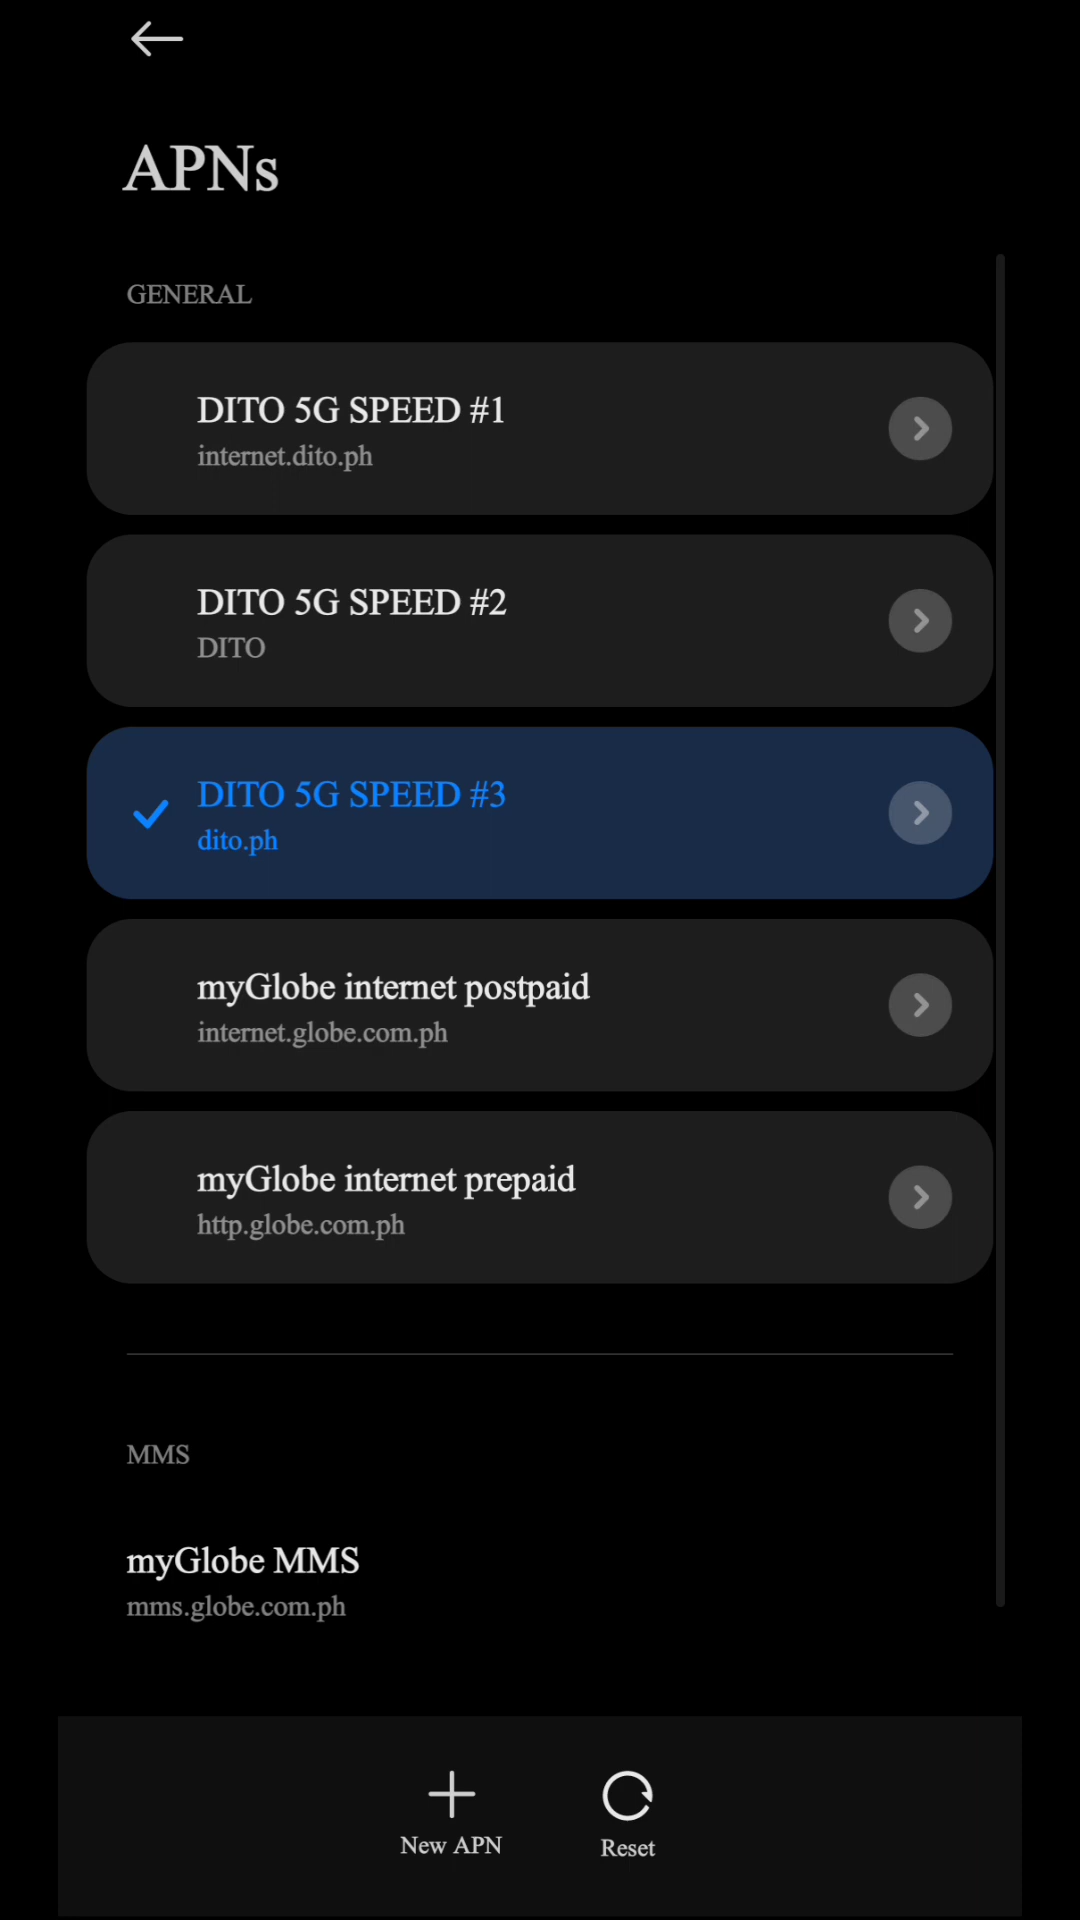 APNs
GENERAL
DITO 5G SPEED #1
internet.dito.ph
DITO 5G SPEED #2
DITO
DITO 5G SPEED #3
dito.ph
myGlobe internet postpaid
internet.globe.com.ph
myGlobe internet prepaid
http.globe.com.ph
MMS
myGlobe MMS
mms.globe.com.ph
New APN
Reset